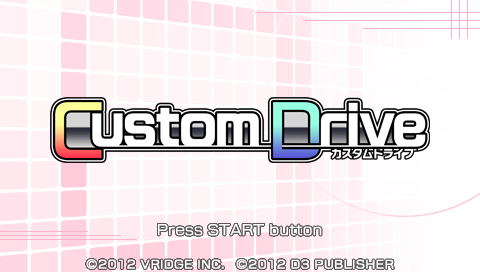 Custom Drive
カスタムドライブ
Press START button
©2012 VRIDGE INC. ©2012 D3 PUBLISHER